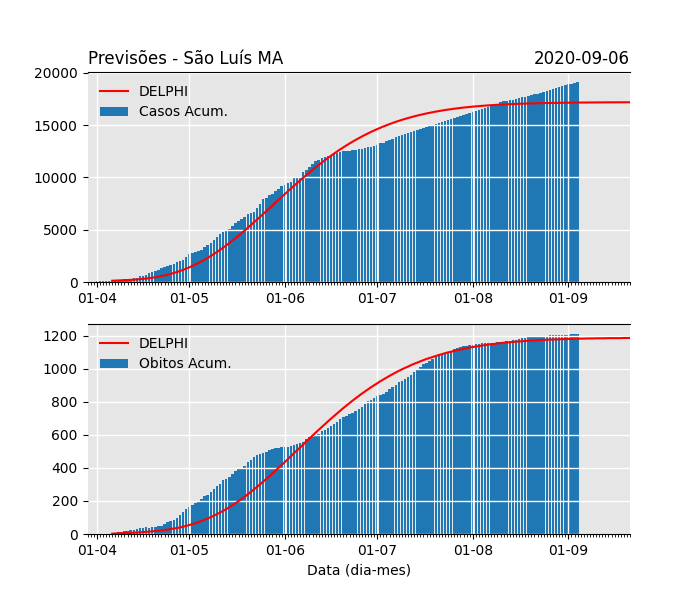 Previsões - São Luís MA 2020-09-06
20000
15000
10000
5000
0
DELPHI
Casos Acum.
01-04 01-05 01-06 01-07 01-08 01-09
1200
1000
800
600
400
200
0
DELPHI
Obitos Acum.
01-04 01-05 01-06 01-07 01-08 01-09
Data (dia-mes)